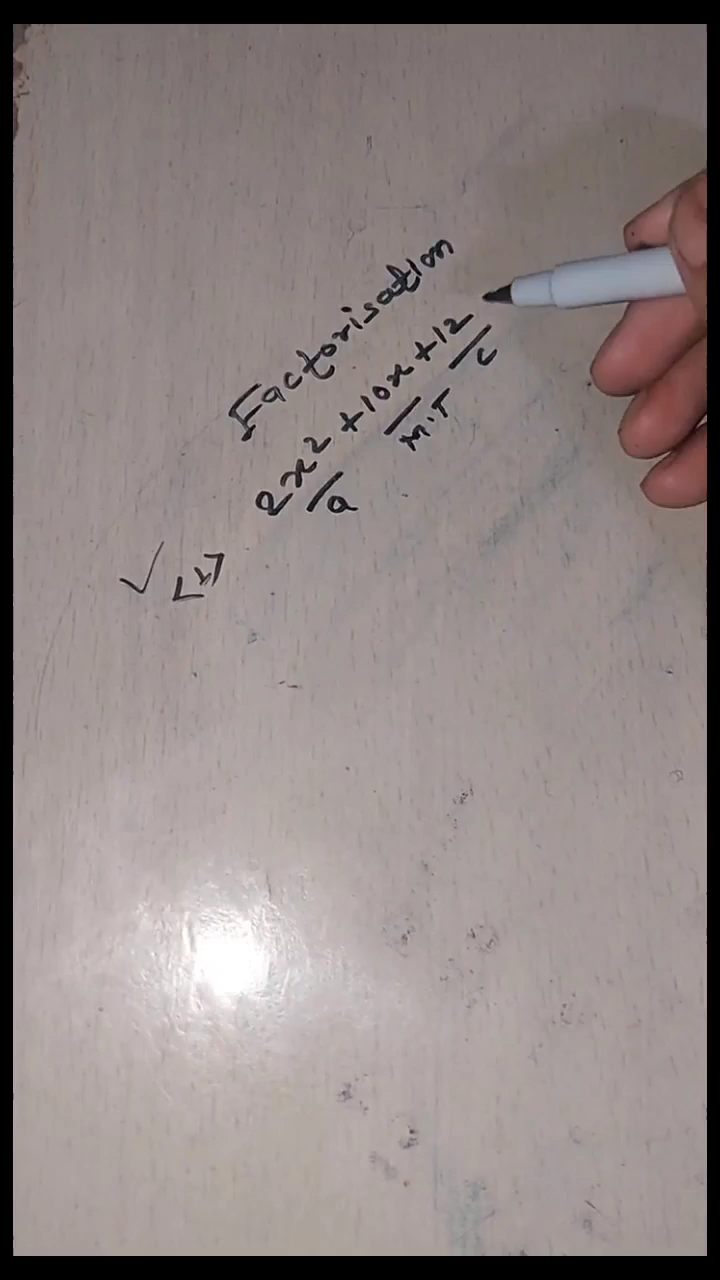 Factorisation
2x² + 10x + 12
a M.T c